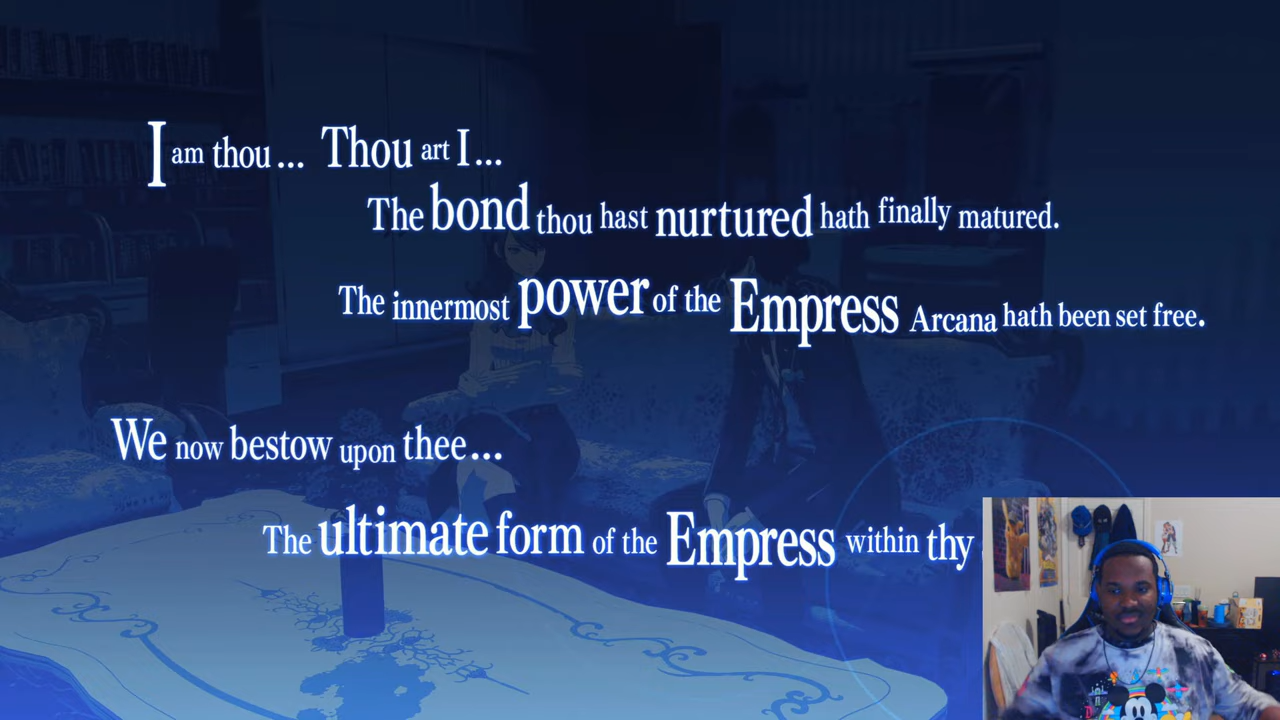 I am thou... Thou art I...
The bond thou hast nurtured hath finally matured.
The innermost power of the Empress Arcana hath been set free.
We now bestow upon thee...
The ultimate form of the Empress within thy